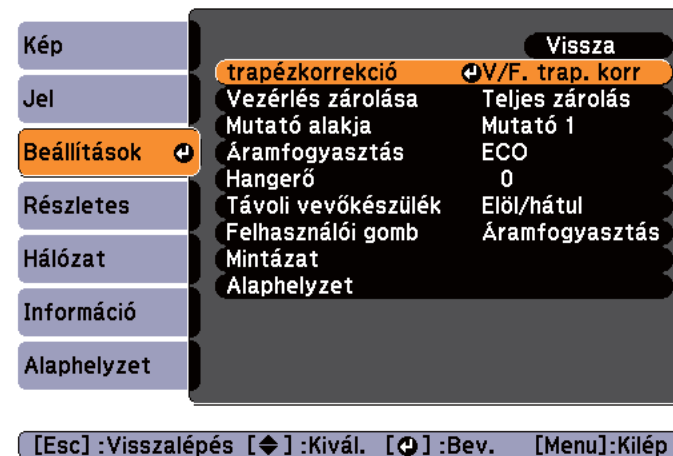 Kép
Jel
Beállítások
Részletes
Hálózat
Információ
Alaphelyzet
Vissza
trapézkorrekció V/F. trap. korr
Vezérlés zárolása Teljes zárolás
Mutató alakja Mutató 1
Áramfogyasztás ECO
Hangerő 0
Távoli vevőkészülék Elöl/hátul
Felhasználói gomb Áramfogyasztás
Mintázat
Alaphelyzet
[Esc] :Visszalépés [◆] :Kivál. [⏎] :Bev. [Menu]:Kilép